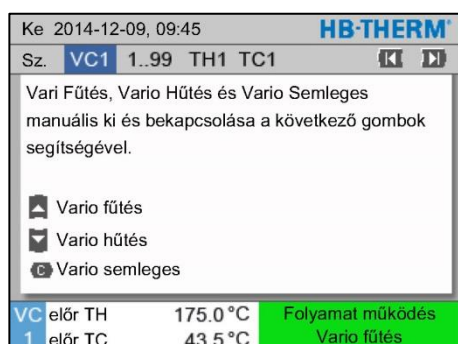 Ke 2014-12-09, 09:45 HB-THERM®
Sz. VC1 1..99 TH1 TC1
Vari Fűtés, Vario Hűtés és Vario Semleges
manuális ki és bekapcsolása a következő gombok
segítségével.
Vario fűtés
Vario hűtés
C Vario semleges
VC előr TH 175.0 °C Folyamat működés
1 előr TC 43.5 °C Vario fűtés